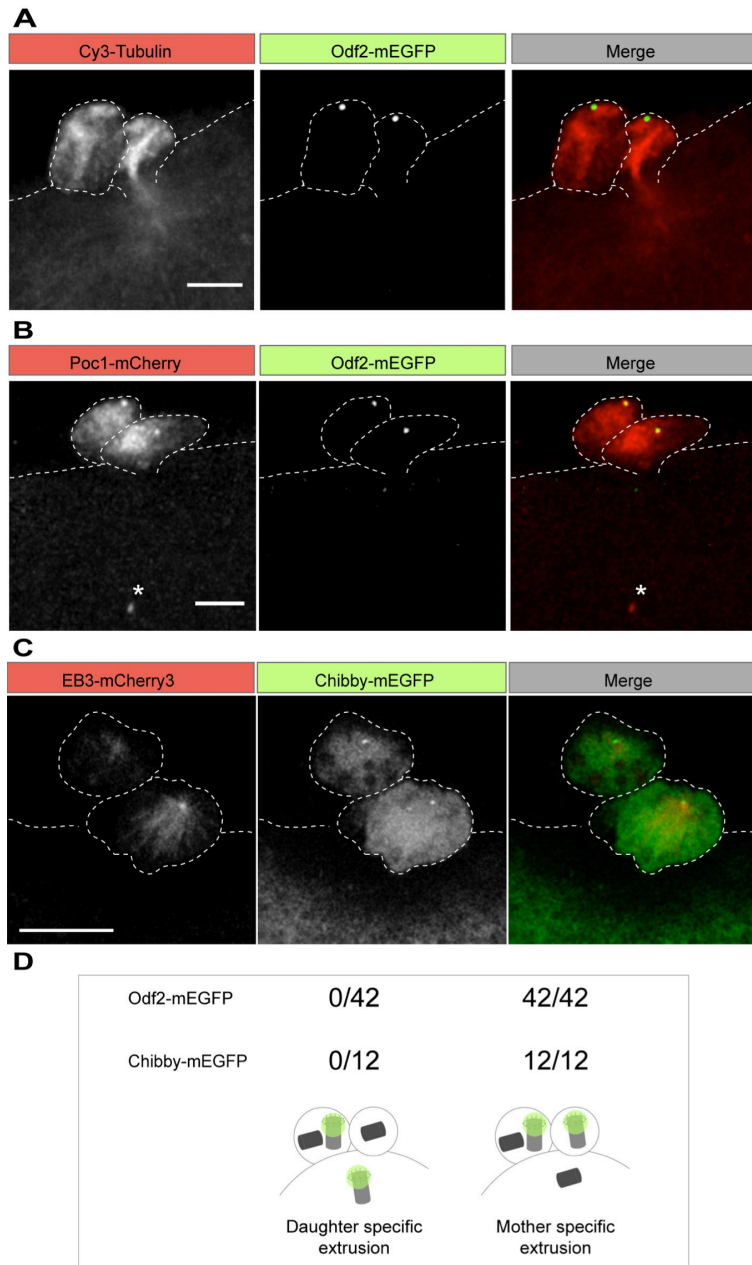 A
Cy3-Tubulin Odf2-mEGFP Merge
B
Poc1-mCherry Odf2-mEGFP Merge
* *
C
EB3-mCherry3 Chibby-mEGFP Merge
D
Odf2-mEGFP 0/42 42/42
Chibby-mEGFP 0/12 12/12
Daughter specific Mother specific
extrusion extrusion